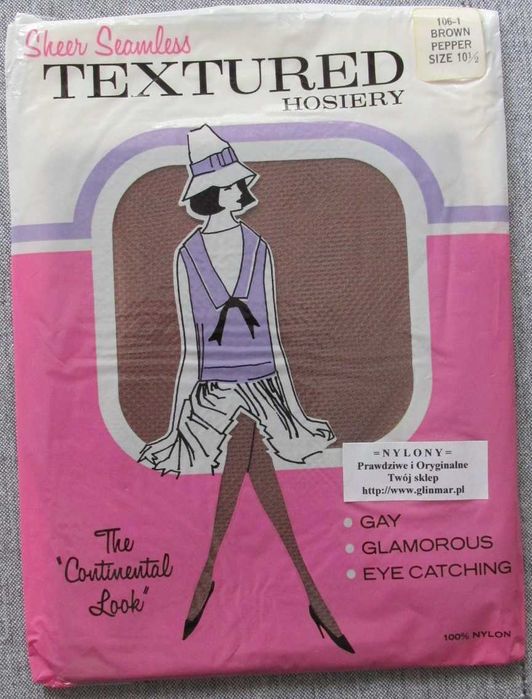 Sheer Seamless
TEXTURED
HOSIERY
106-1
BROWN
PEPPER
SIZE 10½
=NYLONY=
Prawdziwe i Oryginalne
Twój sklep
http://www.glinmar.pl
GAY
GLAMOROUS
EYE CATCHING
The
"Continental
Look"
100% NYLON